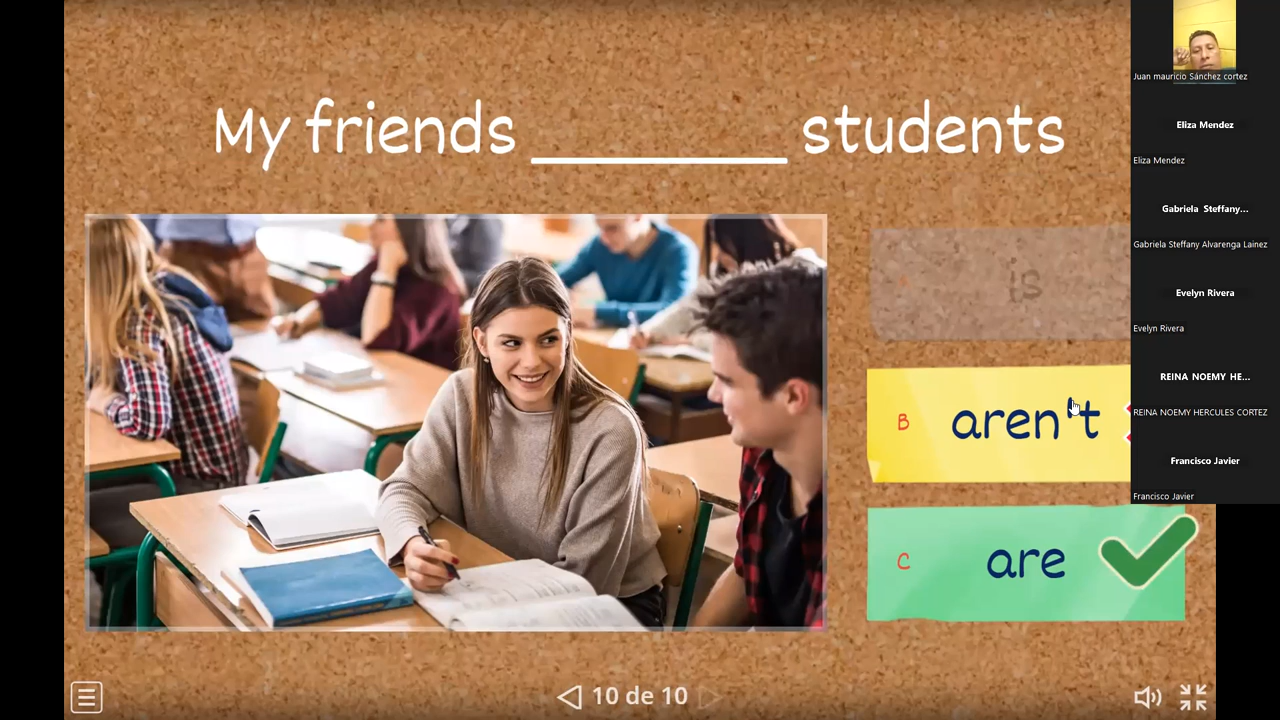 My friends ________ students
is
B aren't
C are
10 de 10
Juan mauricio Sánchez cortez
Eliza Mendez
Eliza Mendez
Gabriela Steffany...
Gabriela Steffany Alvarenga Lainez
Evelyn Rivera
Evelyn Rivera
REINA NOEMY HE...
REINA NOEMY HERCULES CORTEZ
Francisco Javier
Francisco Javier